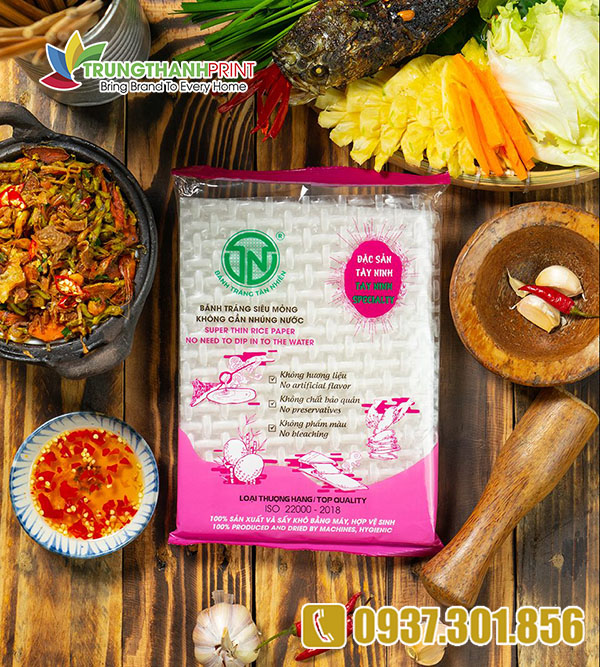 TRUNGTHANHPRINT
Bring Brand To Every Home
TN ®
BÁNH TRÁNG TÂN NHIÊN
ĐẶC SẢN
TÂY NINH
TAY NINH
SPECIALTY
BÁNH TRÁNG SIÊU MỎNG
KHÔNG CẦN NHÚNG NƯỚC
SUPER THIN RICE PAPER
NO NEED TO DIP IN TO THE WATER
Không hương liệu
No artificial flavor
Không chất bảo quản
No preservatives
Không phẩm màu
No bleaching
LOẠI THƯỢNG HẠNG/TOP QUALITY
ISO 22000 - 2018
100% SẢN XUẤT VÀ SẤY KHÔ BẰNG MÁY, HỢP VỆ SINH
100% PRODUCED AND DRIED BY MACHINES, HYGIENIC
0937.301.856